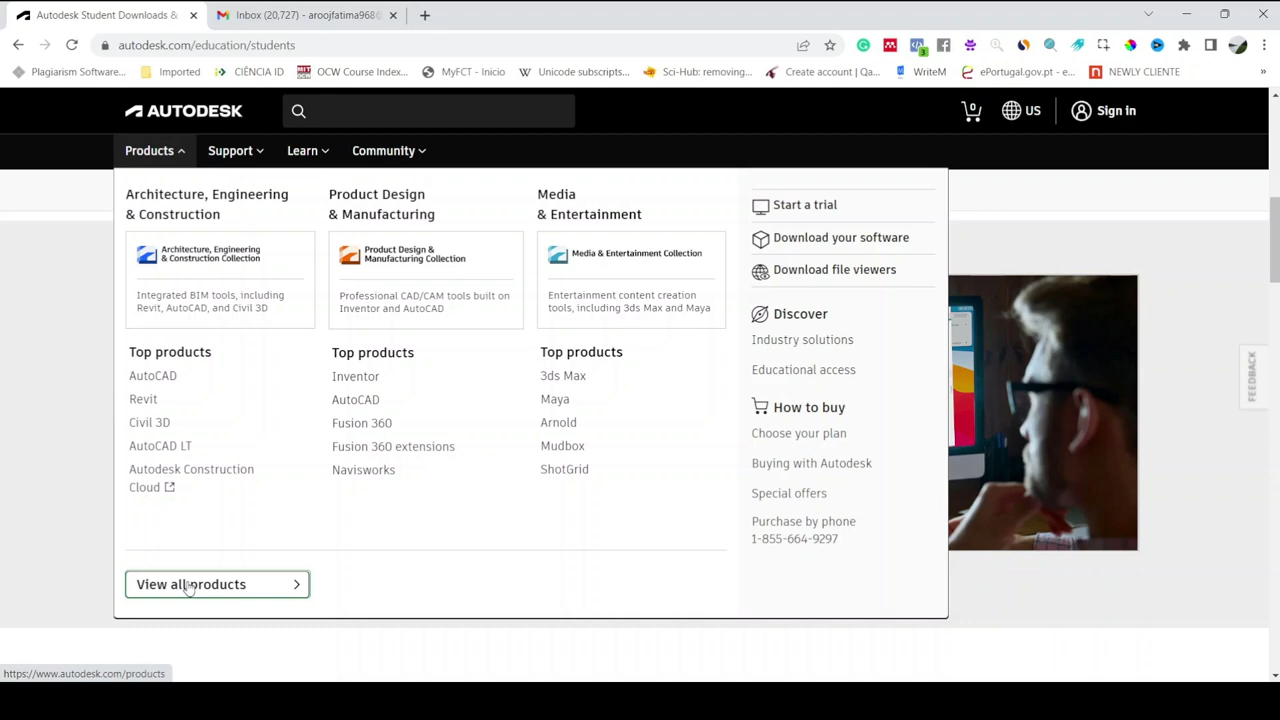 Autodesk Student Downloads &
Inbox (20,727) - aroojfatima968@
autodesk.com/education/students
3
Plagiarism Software...
Imported
CIÊNCIA ID
OCW Course Index...
MyFCT - Inicio
Unicode subscripts...
Sci-Hub: removing...
Create account | Qa...
WriteM
ePortugal.gov.pt - e...
NEWLY CLIENTE
»
AUTODESK
0
US
Sign in
Products
Support
Learn
Community
Architecture, Engineering
& Construction
Architecture, Engineering
& Construction Collection
Integrated BIM tools, including
Revit, AutoCAD, and Civil 3D
Top products
AutoCAD
Revit
Civil 3D
AutoCAD LT
Autodesk Construction
Cloud
Product Design
& Manufacturing
Product Design &
Manufacturing Collection
Professional CAD/CAM tools built on
Inventor and AutoCAD
Top products
Inventor
AutoCAD
Fusion 360
Fusion 360 extensions
Navisworks
Media
& Entertainment
Media & Entertainment Collection
Entertainment content creation
tools, including 3ds Max and Maya
Top products
3ds Max
Maya
Arnold
Mudbox
ShotGrid
Start a trial
Download your software
Download file viewers
Discover
Industry solutions
Educational access
How to buy
Choose your plan
Buying with Autodesk
Special offers
Purchase by phone
1-855-664-9297
View all products
FEEDBACK
https://www.autodesk.com/products